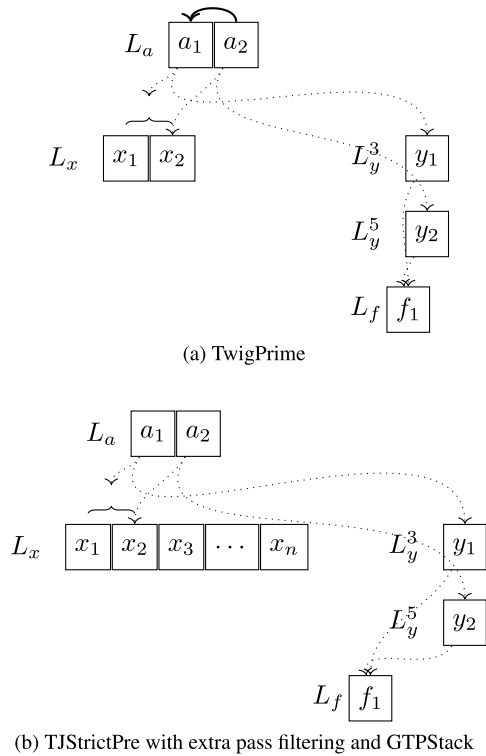 L_a a_1 a_2
L_x x_1 x_2 L_y^3 y_1
L_y^5 y_2
L_f f_1
(a) TwigPrime
L_a a_1 a_2
L_x x_1 x_2 x_3 ⋯ x_n L_y^3 y_1
L_y^5 y_2
L_f f_1
(b) TJStrictPre with extra pass filtering and GTPStack